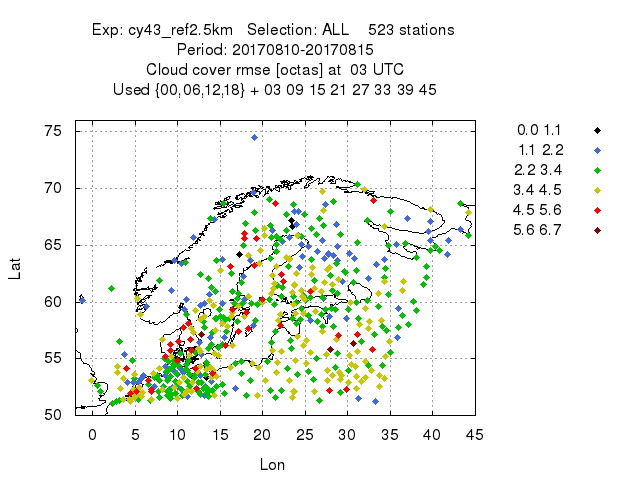 Exp: cy43_ref2.5km Selection: ALL 523 stations
Period: 20170810-20170815
Cloud cover rmse [octas] at 03 UTC
Used {00,06,12,18} + 03 09 15 21 27 33 39 45
0.0 1.1
1.1 2.2
2.2 3.4
3.4 4.5
4.5 5.6
5.6 6.7
75
70
65
60
55
50
Lat
0 5 10 15 20 25 30 35 40 45
Lon